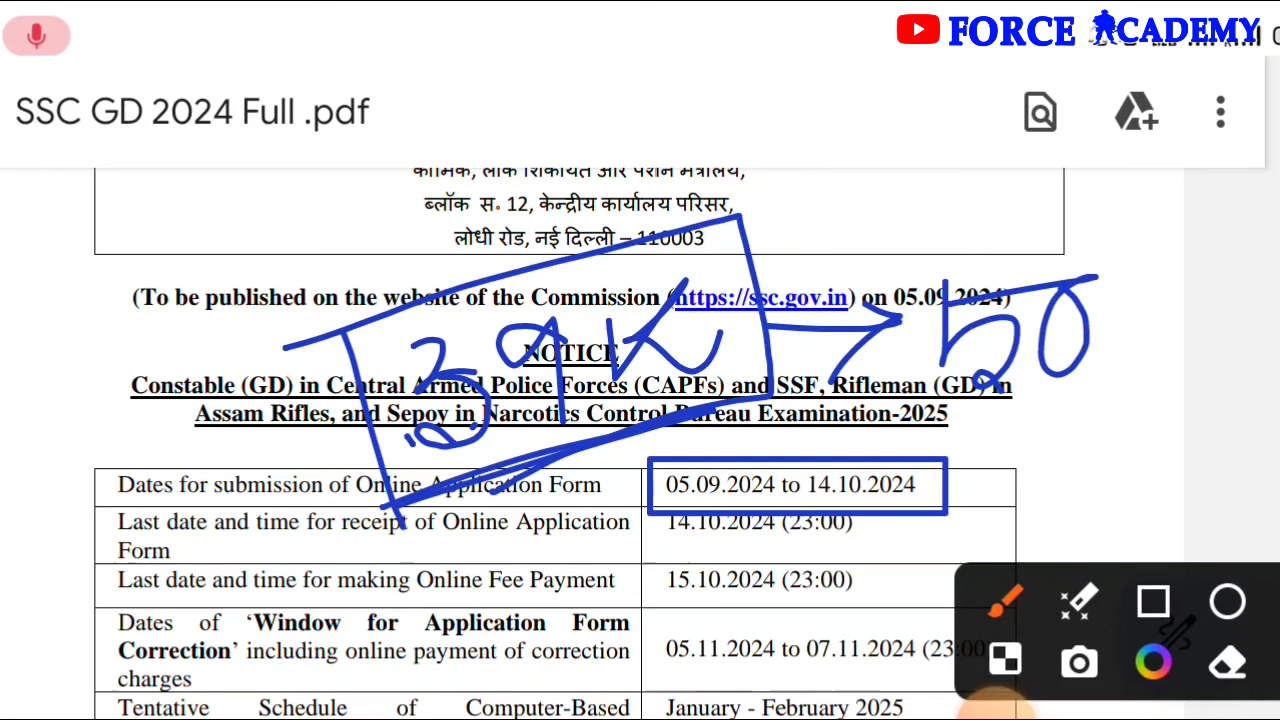 FORCE ACADEMY
SSC GD 2024 Full .pdf
कार्मिक, लोक शिकायत और पेंशन मंत्रालय,
ब्लॉक स॰ 12, केन्द्रीय कार्यालय परिसर,
लोधी रोड, नई दिल्ली – 110003
(To be published on the website of the Commission (https://ssc.gov.in) on 05.09.2024)
39K → 50
NOTICE
Constable (GD) in Central Armed Police Forces (CAPFs) and SSF, Rifleman (GD) in
Assam Rifles, and Sepoy in Narcotics Control Bureau Examination-2025
Dates for submission of Online Application Form 05.09.2024 to 14.10.2024
Last date and time for receipt of Online Application 14.10.2024 (23:00)
Form
Last date and time for making Online Fee Payment 15.10.2024 (23:00)
Dates of ‘Window for Application Form
Correction’ including online payment of correction 05.11.2024 to 07.11.2024 (23:00
charges
Tentative Schedule of Computer-Based January - February 2025